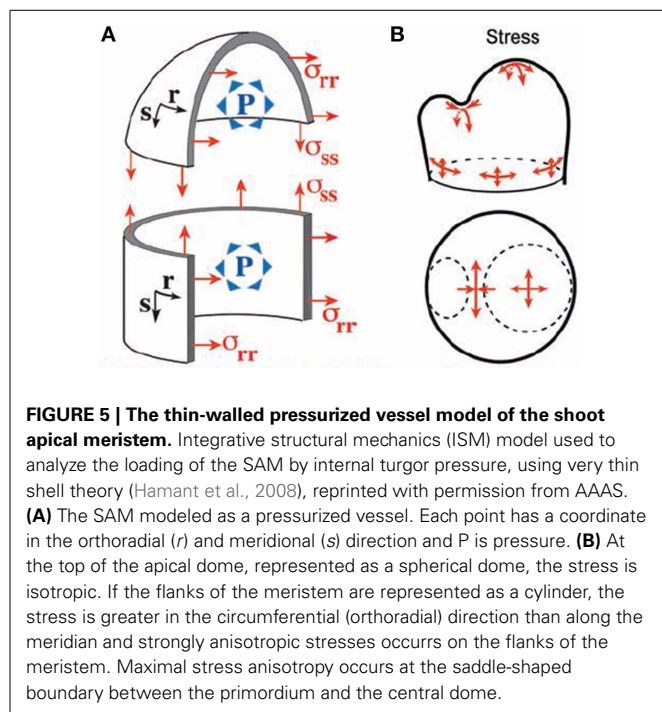 A
B
Stress
σrr
s r
P
σss
σss
s r
P
σrr
σrr
FIGURE 5 | The thin-walled pressurized vessel model of the shoot
apical meristem. Integrative structural mechanics (ISM) model used to
analyze the loading of the SAM by internal turgor pressure, using very thin
shell theory (Hamant et al., 2008), reprinted with permission from AAAS.
(A) The SAM modeled as a pressurized vessel. Each point has a coordinate
in the orthoradial (r) and meridional (s) direction and P is pressure. (B) At
the top of the apical dome, represented as a spherical dome, the stress is
isotropic. If the flanks of the meristem are represented as a cylinder, the
stress is greater in the circumferential (orthoradial) direction than along the
meridian and strongly anisotropic stresses occurrs on the flanks of the
meristem. Maximal stress anisotropy occurs at the saddle-shaped
boundary between the primordium and the central dome.